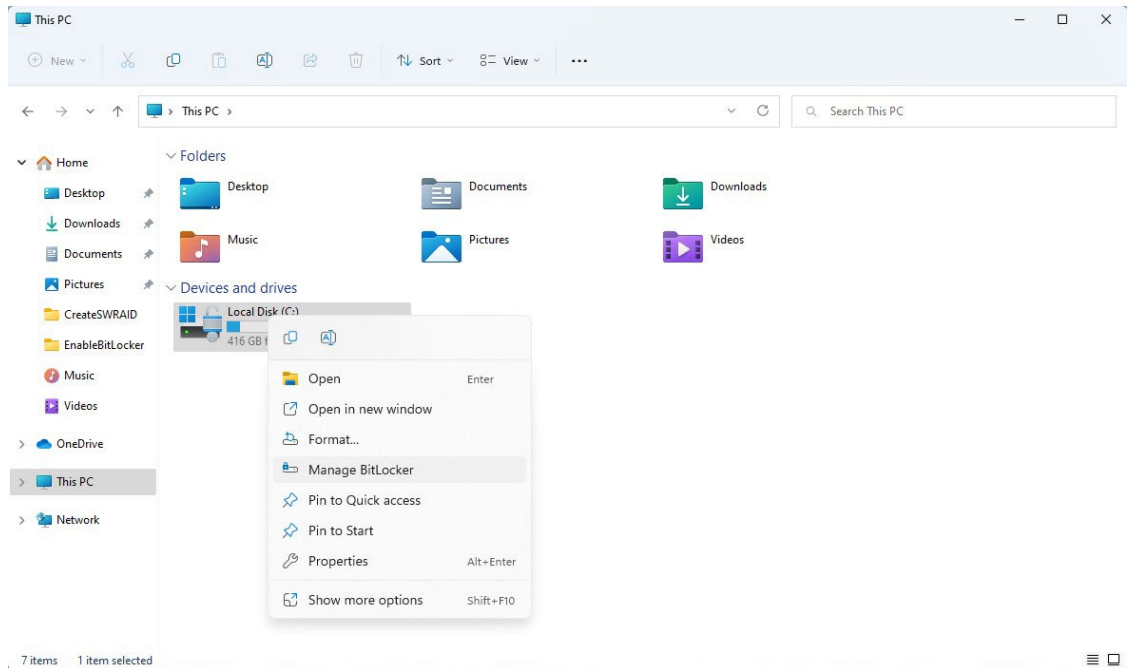 This PC
New
Sort
View
This PC
Search This PC
Home
Desktop
Downloads
Documents
Pictures
CreateSWRAID
EnableBitLocker
Music
Videos
OneDrive
This PC
Network
Folders
Desktop
Documents
Downloads
Music
Pictures
Videos
Devices and drives
Local Disk (C:)
416 GB f
Open Enter
Open in new window
Format...
Manage BitLocker
Pin to Quick access
Pin to Start
Properties Alt+Enter
Show more options Shift+F10
7 items 1 item selected